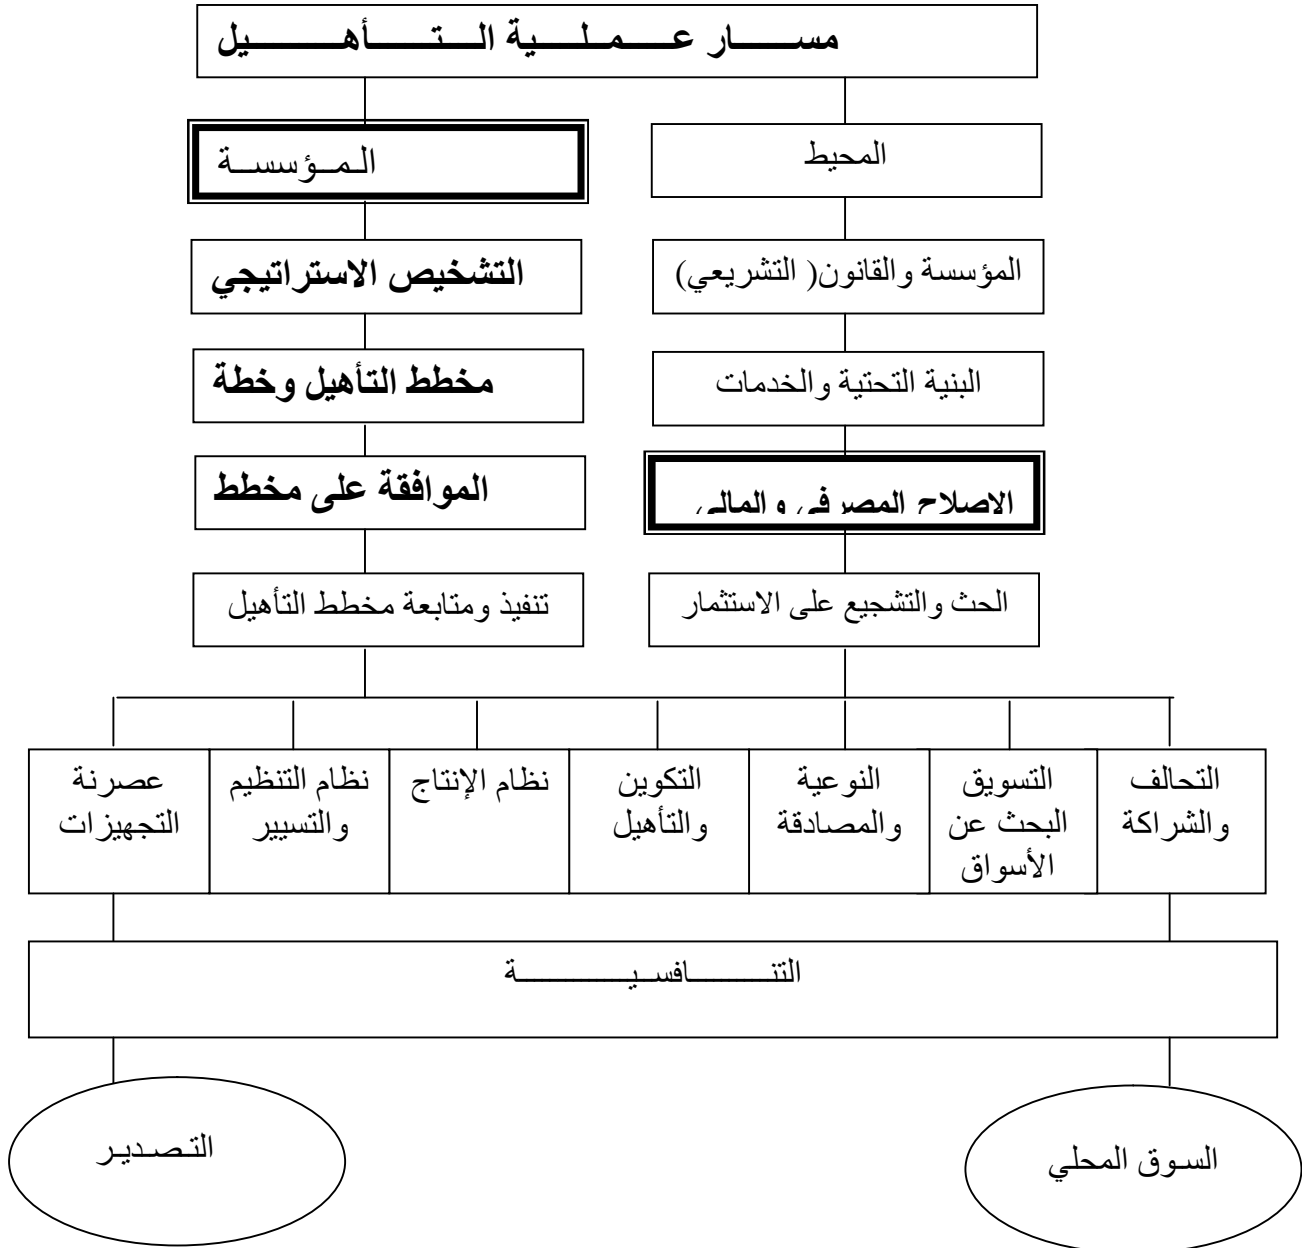 مسار عملية التأهيل
المحيط
المؤسسة
المؤسسة والقانون( التشريعي)
التشخيص الاستراتيجي
البنية التحتية والخدمات
مخطط التأهيل وخطة
الاصلاح المصرفي والمالي
الموافقة على مخطط
الحث والتشجيع على الاستثمار
تنفيذ ومتابعة مخطط التأهيل
التحالف
والشراكة
التسويق
البحث عن
الأسواق
النوعية
والمصادقة
التكوين
والتأهيل
نظام الإنتاج
نظام التنظيم
والتسيير
عصرنة
التجهيزات
التنافسية
السوق المحلي
التصدير